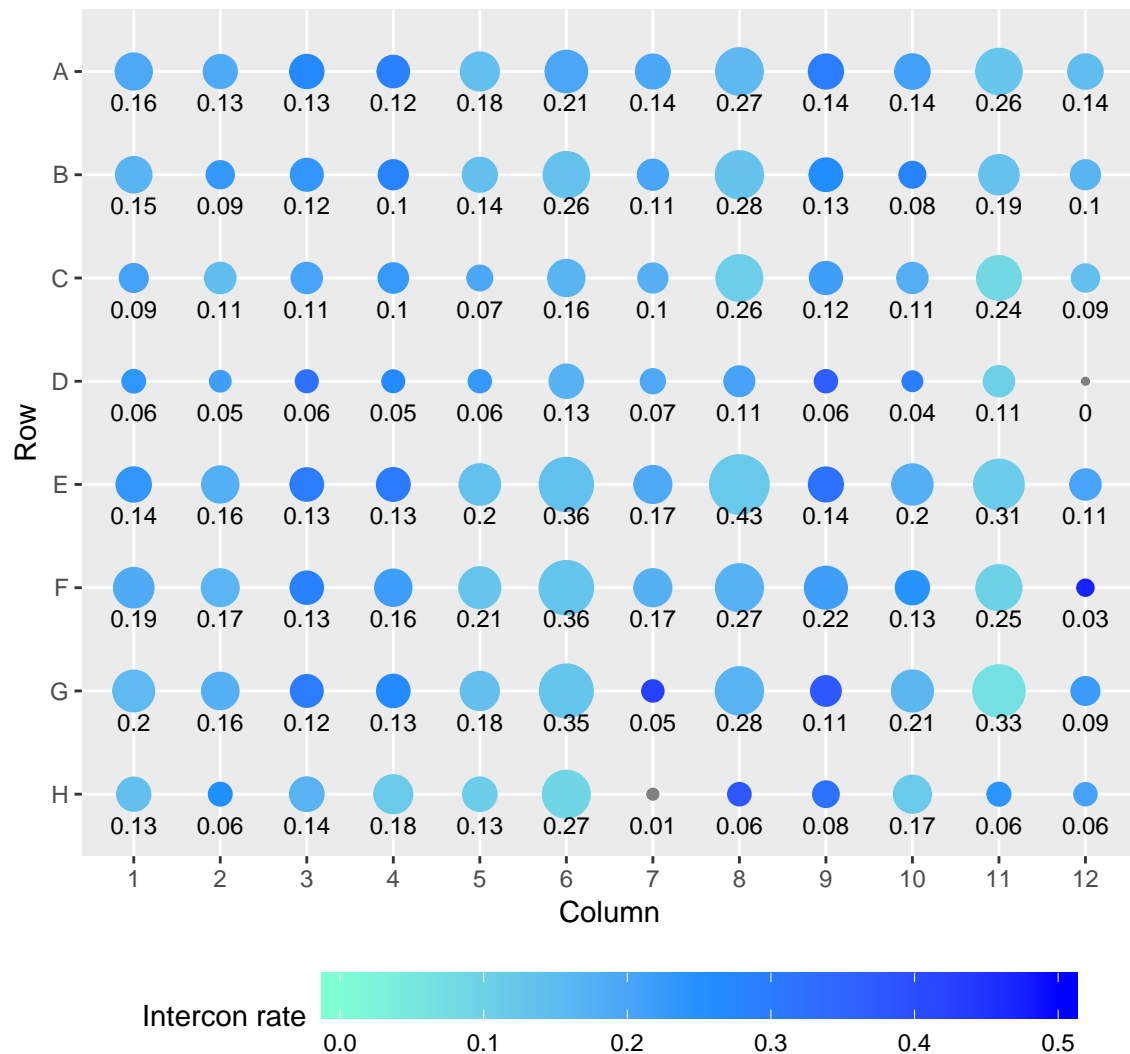 A
0.16 0.13 0.13 0.12 0.18 0.21 0.14 0.27 0.14 0.14 0.26 0.14
B
0.15 0.09 0.12 0.1 0.14 0.26 0.11 0.28 0.13 0.08 0.19 0.1
C
0.09 0.11 0.11 0.1 0.07 0.16 0.1 0.26 0.12 0.11 0.24 0.09
D
0.06 0.05 0.06 0.05 0.06 0.13 0.07 0.11 0.06 0.04 0.11 0
Row
E
0.14 0.16 0.13 0.13 0.2 0.36 0.17 0.43 0.14 0.2 0.31 0.11
F
0.19 0.17 0.13 0.16 0.21 0.36 0.17 0.27 0.22 0.13 0.25 0.03
G
0.2 0.16 0.12 0.13 0.18 0.35 0.05 0.28 0.11 0.21 0.33 0.09
H
0.13 0.06 0.14 0.18 0.13 0.27 0.01 0.06 0.08 0.17 0.06 0.06
1 2 3 4 5 6 7 8 9 10 11 12
Column
Intercon rate
0.0 0.1 0.2 0.3 0.4 0.5